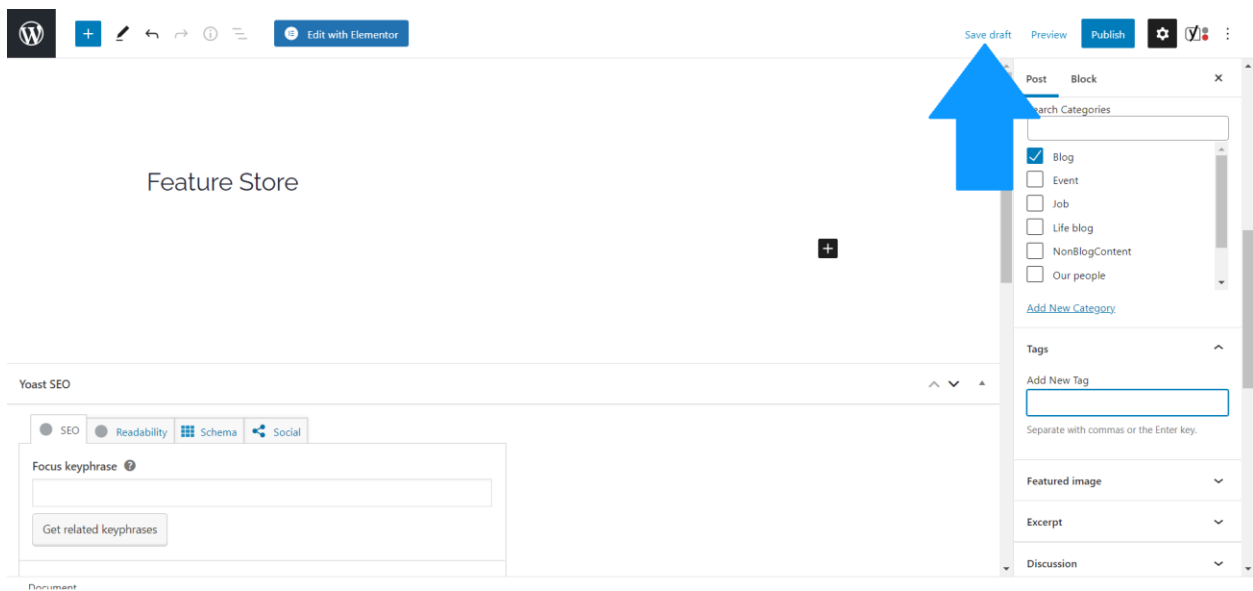 Edit with Elementor
Save draft
Preview
Publish
Post
Block
Search Categories
Blog
Event
Job
Life blog
NonBlogContent
Our people
Add New Category
Tags
Add New Tag
Separate with commas or the Enter key.
Featured image
Excerpt
Discussion
Feature Store
Yoast SEO
SEO
Readability
Schema
Social
Focus keyphrase
Get related keyphrases
Document